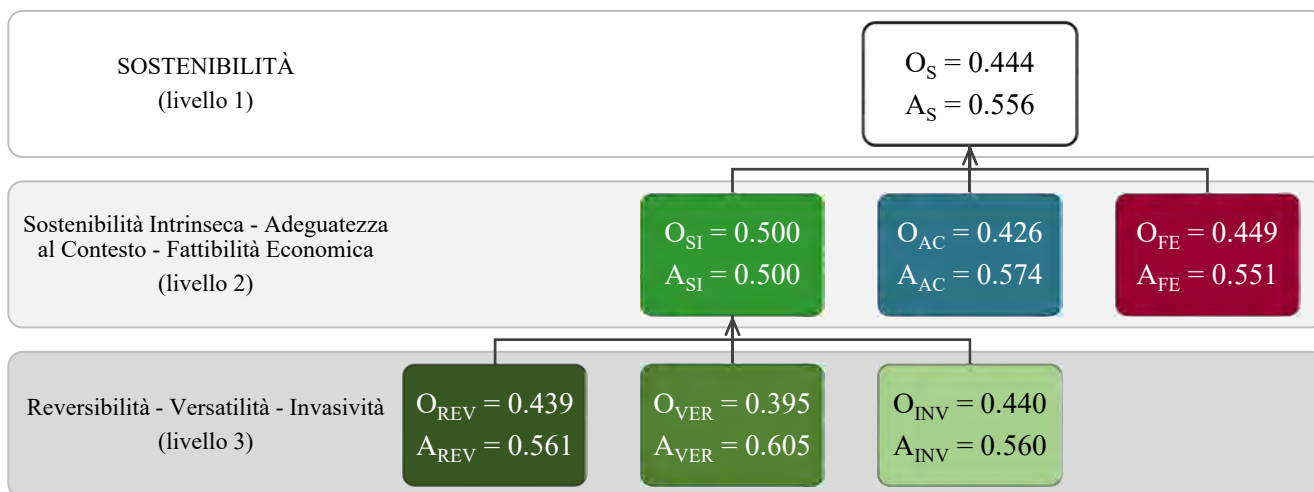 SOSTENIBILITÀ
(livello 1)
O_S = 0.444
A_S = 0.556
Sostenibilità Intrinseca - Adeguatezza
al Contesto - Fattibilità Economica
(livello 2)
O_SI = 0.500
A_SI = 0.500
O_AC = 0.426
A_AC = 0.574
O_FE = 0.449
A_FE = 0.551
Reversibilità - Versatilità - Invasività
(livello 3)
O_REV = 0.439
A_REV = 0.561
O_VER = 0.395
A_VER = 0.605
O_INV = 0.440
A_INV = 0.560